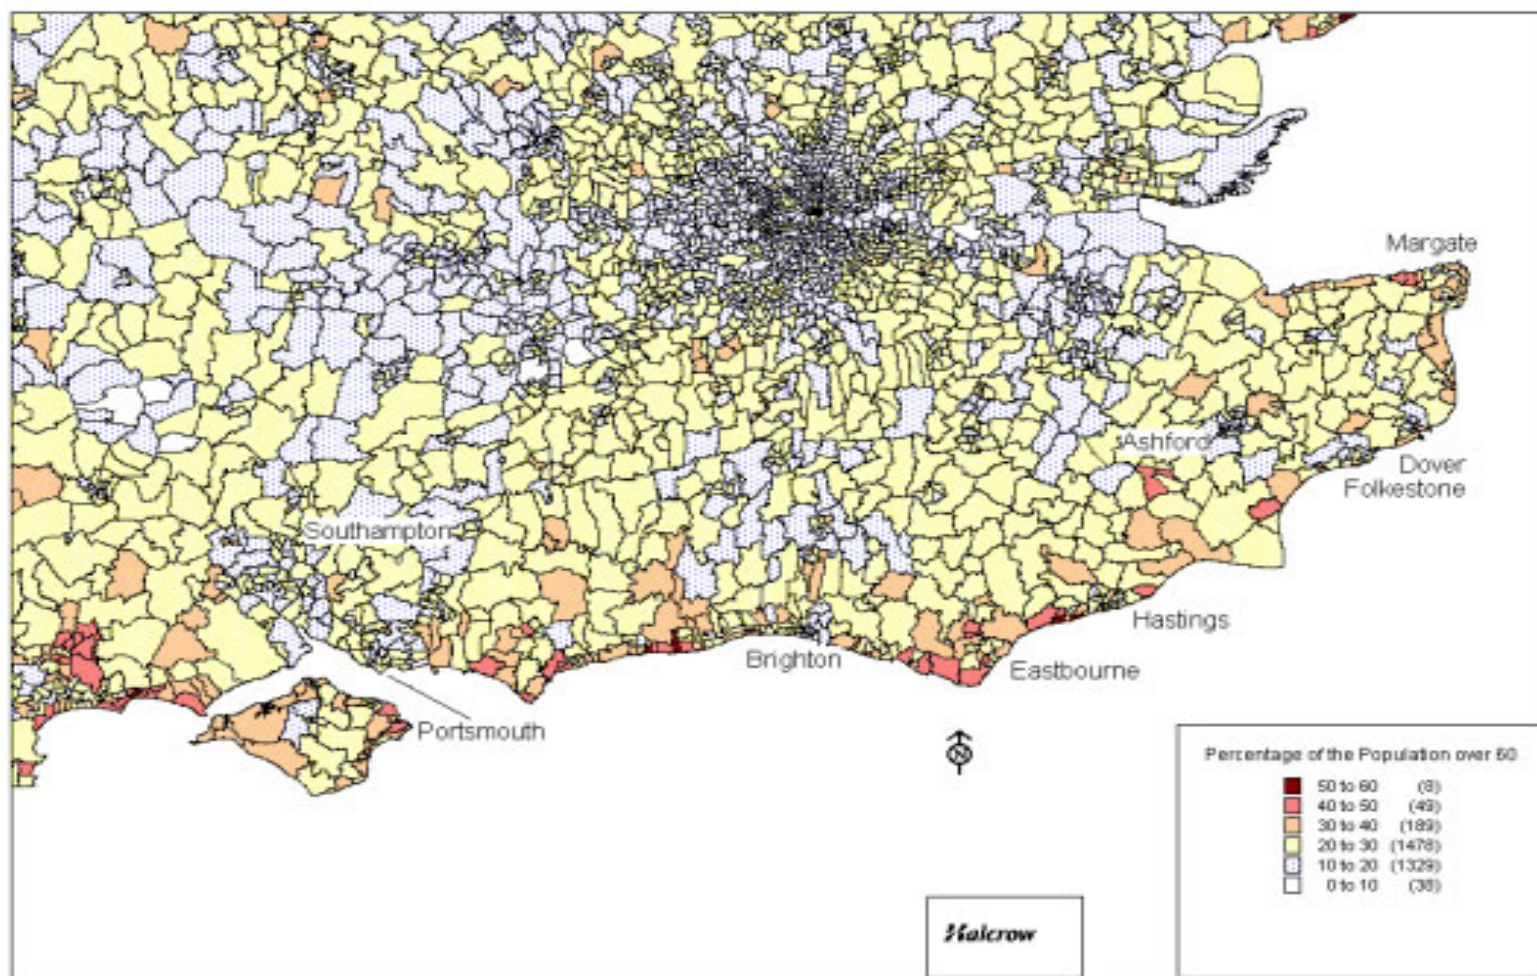 Margate
Ashford
Dover
Folkestone
Southampton
Hastings
Brighton
Eastbourne
Portsmouth
N
Percentage of the Population over 60
50 to 60 (8)
40 to 50 (49)
30 to 40 (189)
20 to 30 (1478)
10 to 20 (1329)
0 to 10 (38)
Halcrow